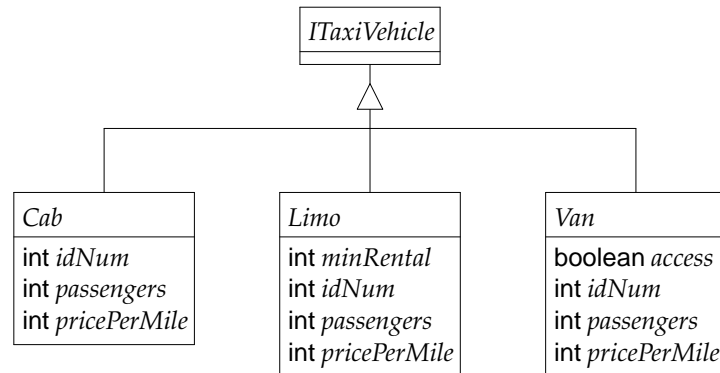 ITaxiVehicle
Cab
int idNum
int passengers
int pricePerMile
Limo
int minRental
int idNum
int passengers
int pricePerMile
Van
boolean access
int idNum
int passengers
int pricePerMile